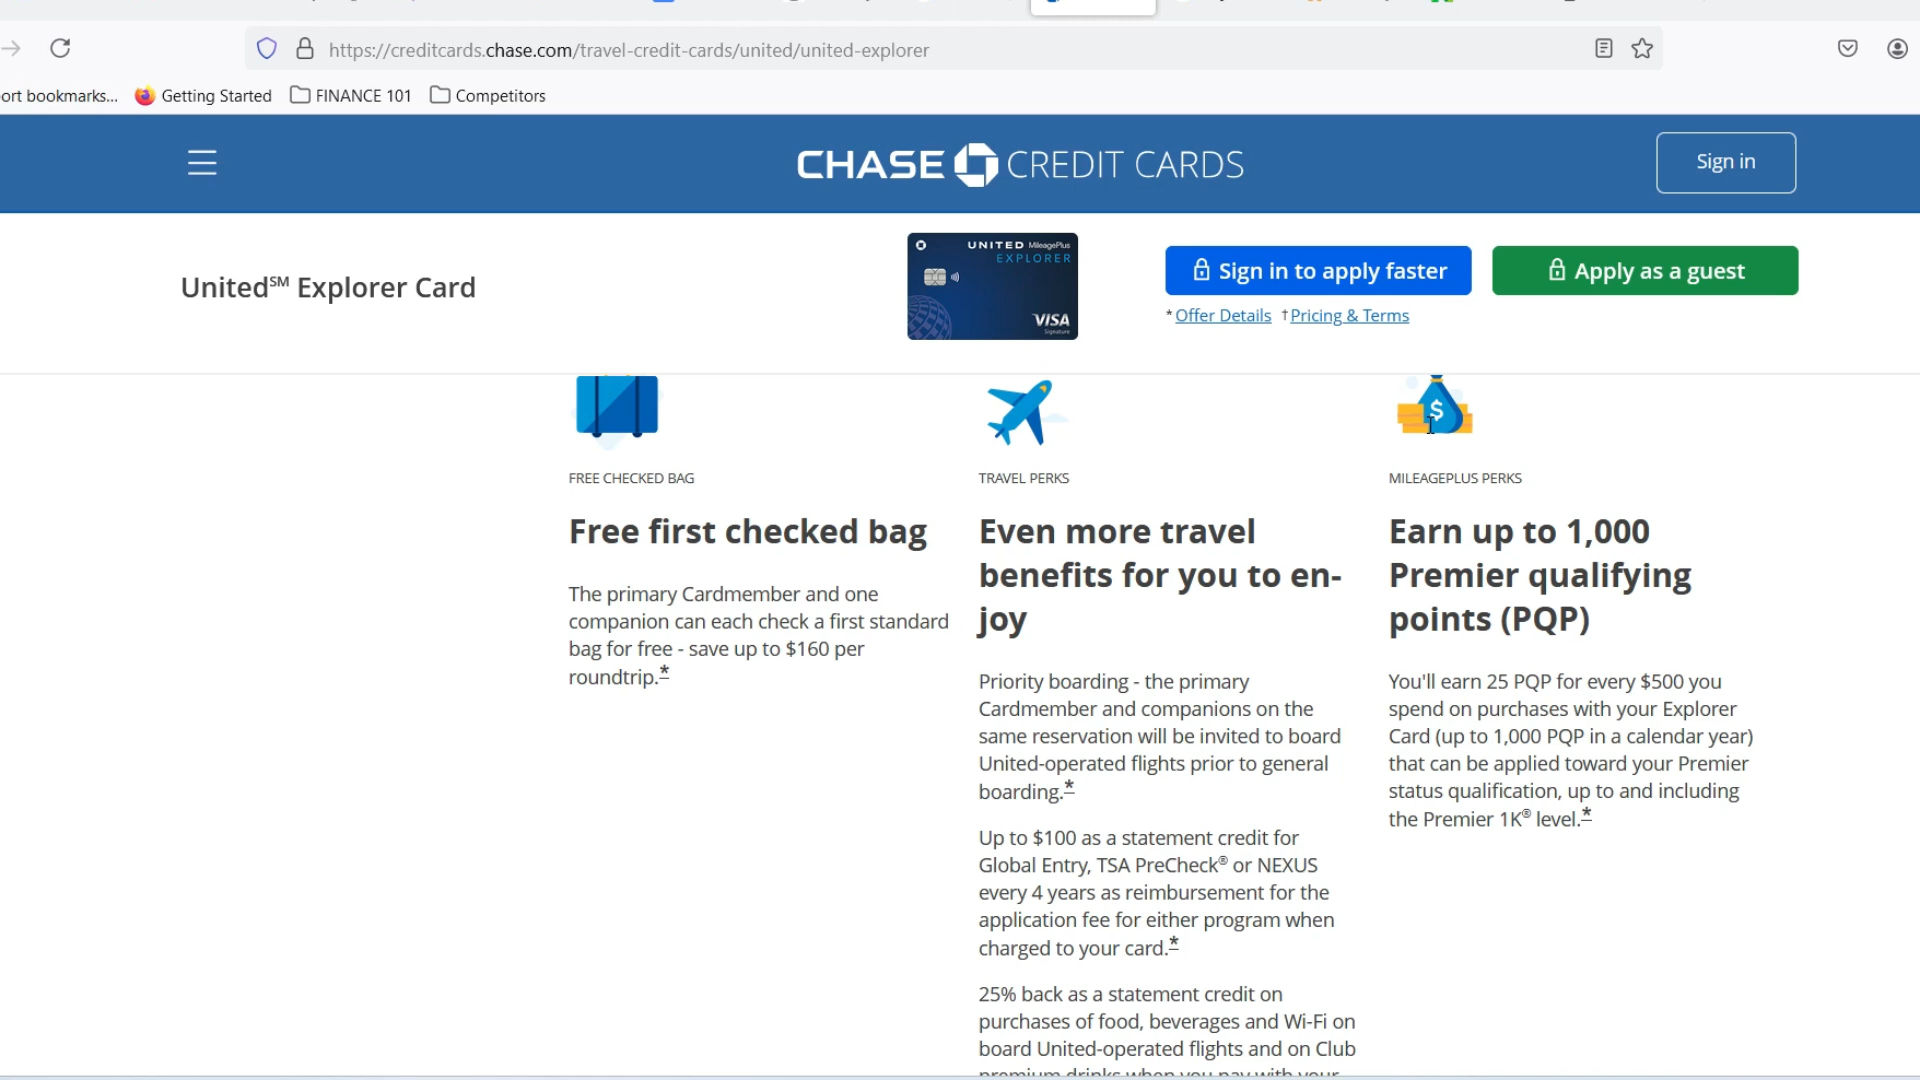 https://creditcards.chase.com/travel-credit-cards/united/united-explorer
ort bookmarks... Getting Started FINANCE 101 Competitors
CHASE CREDIT CARDS
Sign in
United℠ Explorer Card
UNITED MileagePlus
EXPLORER
VISA
Signature
Sign in to apply faster
Apply as a guest
* Offer Details † Pricing & Terms
FREE CHECKED BAG
Free first checked bag
The primary Cardmember and one
companion can each check a first standard
bag for free - save up to $160 per
roundtrip.*
TRAVEL PERKS
Even more travel
benefits for you to en-
joy
Priority boarding - the primary
Cardmember and companions on the
same reservation will be invited to board
United-operated flights prior to general
boarding.*
Up to $100 as a statement credit for
Global Entry, TSA PreCheck® or NEXUS
every 4 years as reimbursement for the
application fee for either program when
charged to your card.*
25% back as a statement credit on
purchases of food, beverages and Wi-Fi on
board United-operated flights and on Club
premium drinks when you pay with your
MILEAGEPLUS PERKS
Earn up to 1,000
Premier qualifying
points (PQP)
You'll earn 25 PQP for every $500 you
spend on purchases with your Explorer
Card (up to 1,000 PQP in a calendar year)
that can be applied toward your Premier
status qualification, up to and including
the Premier 1K® level.*